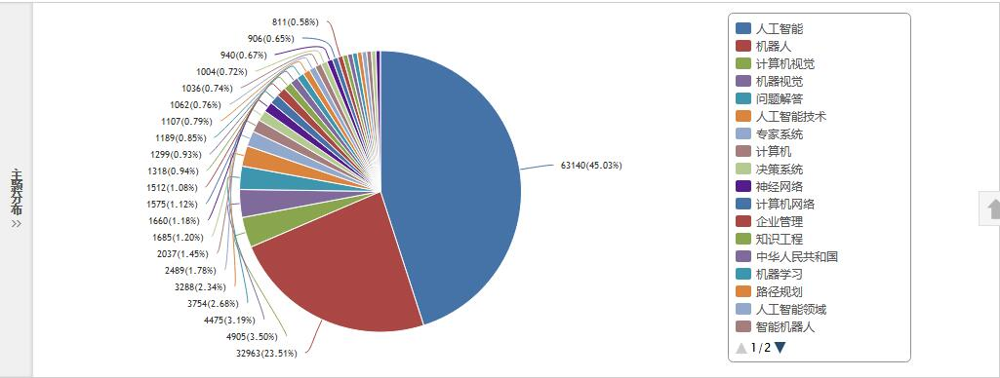 主题分布 >>
811(0.58%)
906(0.65%)
940(0.67%)
1004(0.72%)
1036(0.74%)
1062(0.76%)
1107(0.79%)
1189(0.85%)
1299(0.93%)
1318(0.94%)
1512(1.08%)
1575(1.12%)
1660(1.18%)
1685(1.20%)
2037(1.45%)
2489(1.78%)
3288(2.34%)
3754(2.68%)
4475(3.19%)
4905(3.50%)
32963(23.51%)
63140(45.03%)
人工智能
机器人
计算机视觉
机器视觉
问题解答
人工智能技术
专家系统
计算机
决策系统
神经网络
计算机网络
企业管理
知识工程
中华人民共和国
机器学习
路径规划
人工智能领域
智能机器人
1/2